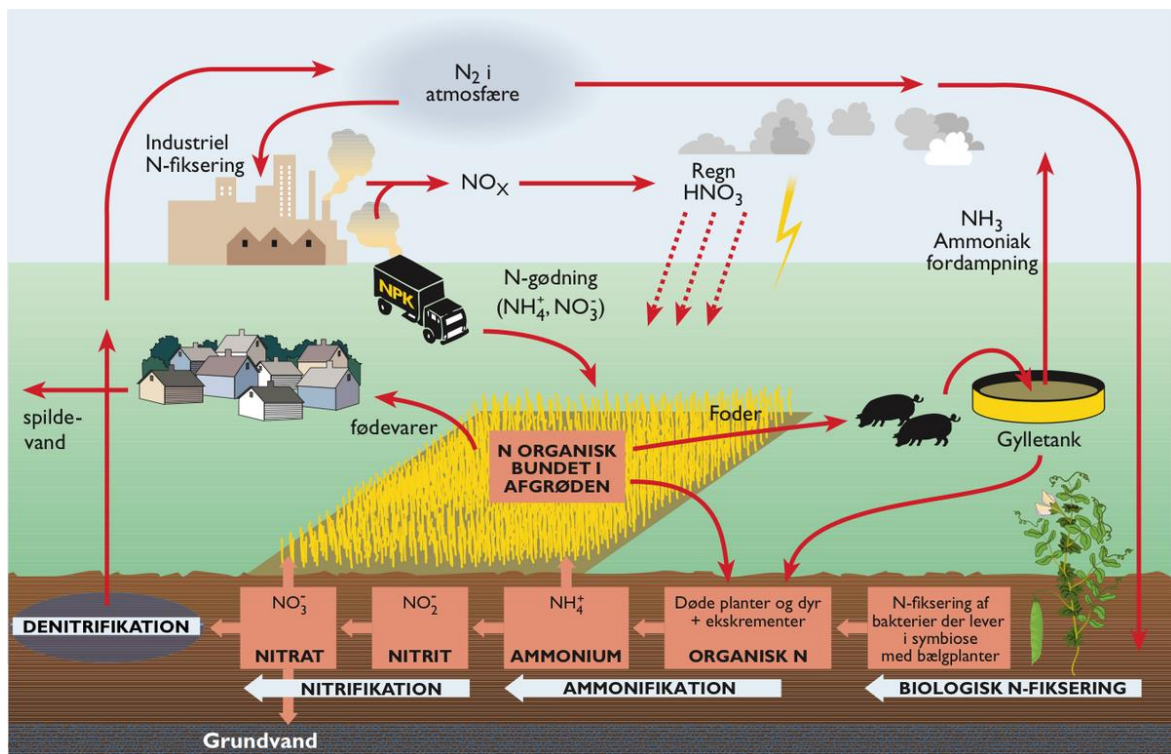 N₂ i
atmosfære
Industriel
N-fiksering
NOX
Regn
HNO₃
NH₃
Ammoniak
fordampning
NPK
N-gødning
(NH₄⁺, NO₃⁻)
spilde-
vand
fødevarer
Foder
Gylletank
N ORGANISK
BUNDET I
AFGRØDEN
DENITRIFIKATION
NO₃⁻
NITRAT
NO₂⁻
NITRIT
NH₄⁺
AMMONIUM
Døde planter og dyr
+ ekskrementer
ORGANISK N
N-fiksering af
bakterier der lever
i symbiose
med bælgplanter
NITRIFIKATION
AMMONIFIKATION
BIOLOGISK N-FIKSERING
Grundvand